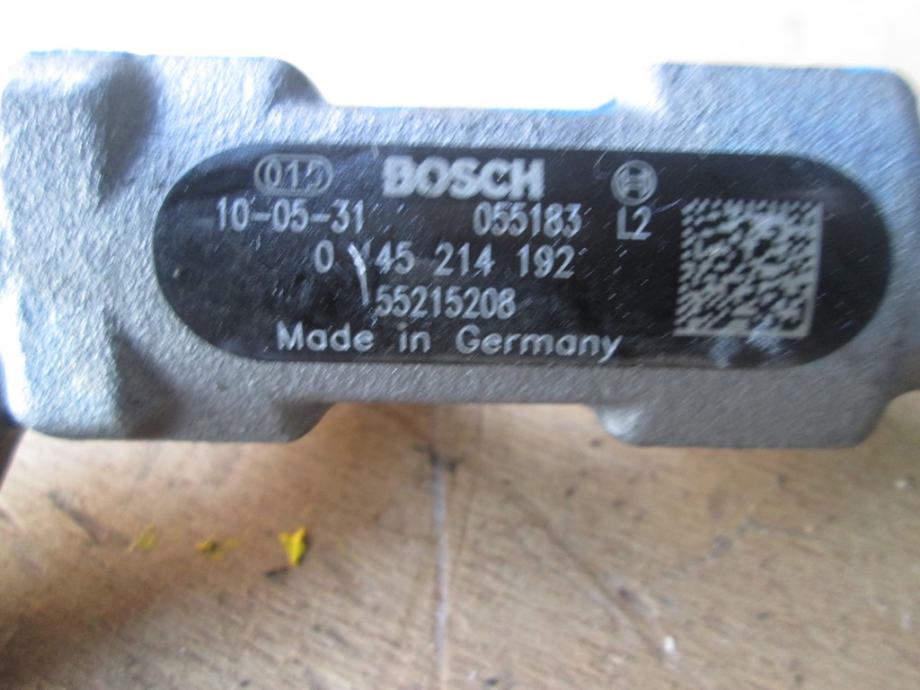 015 BOSCH
10-05-31 055183 L2
0 445 214 192
55215208
Made in Germany